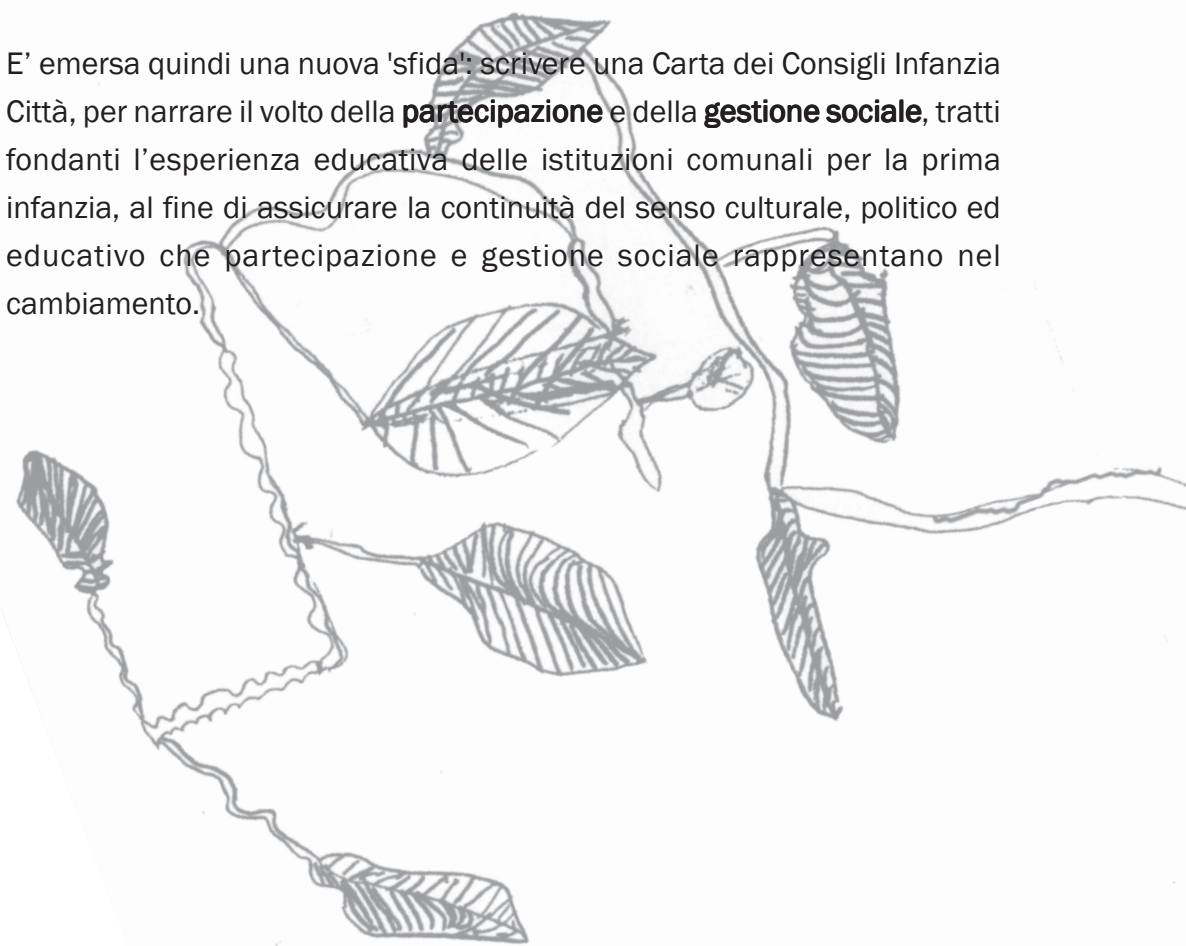 E’ emersa quindi una nuova 'sfida': scrivere una Carta dei Consigli Infanzia
Città, per narrare il volto della partecipazione e della gestione sociale, tratti
fondanti l’esperienza educativa delle istituzioni comunali per la prima
infanzia, al fine di assicurare la continuità del senso culturale, politico ed
educativo che partecipazione e gestione sociale rappresentano nel
cambiamento.